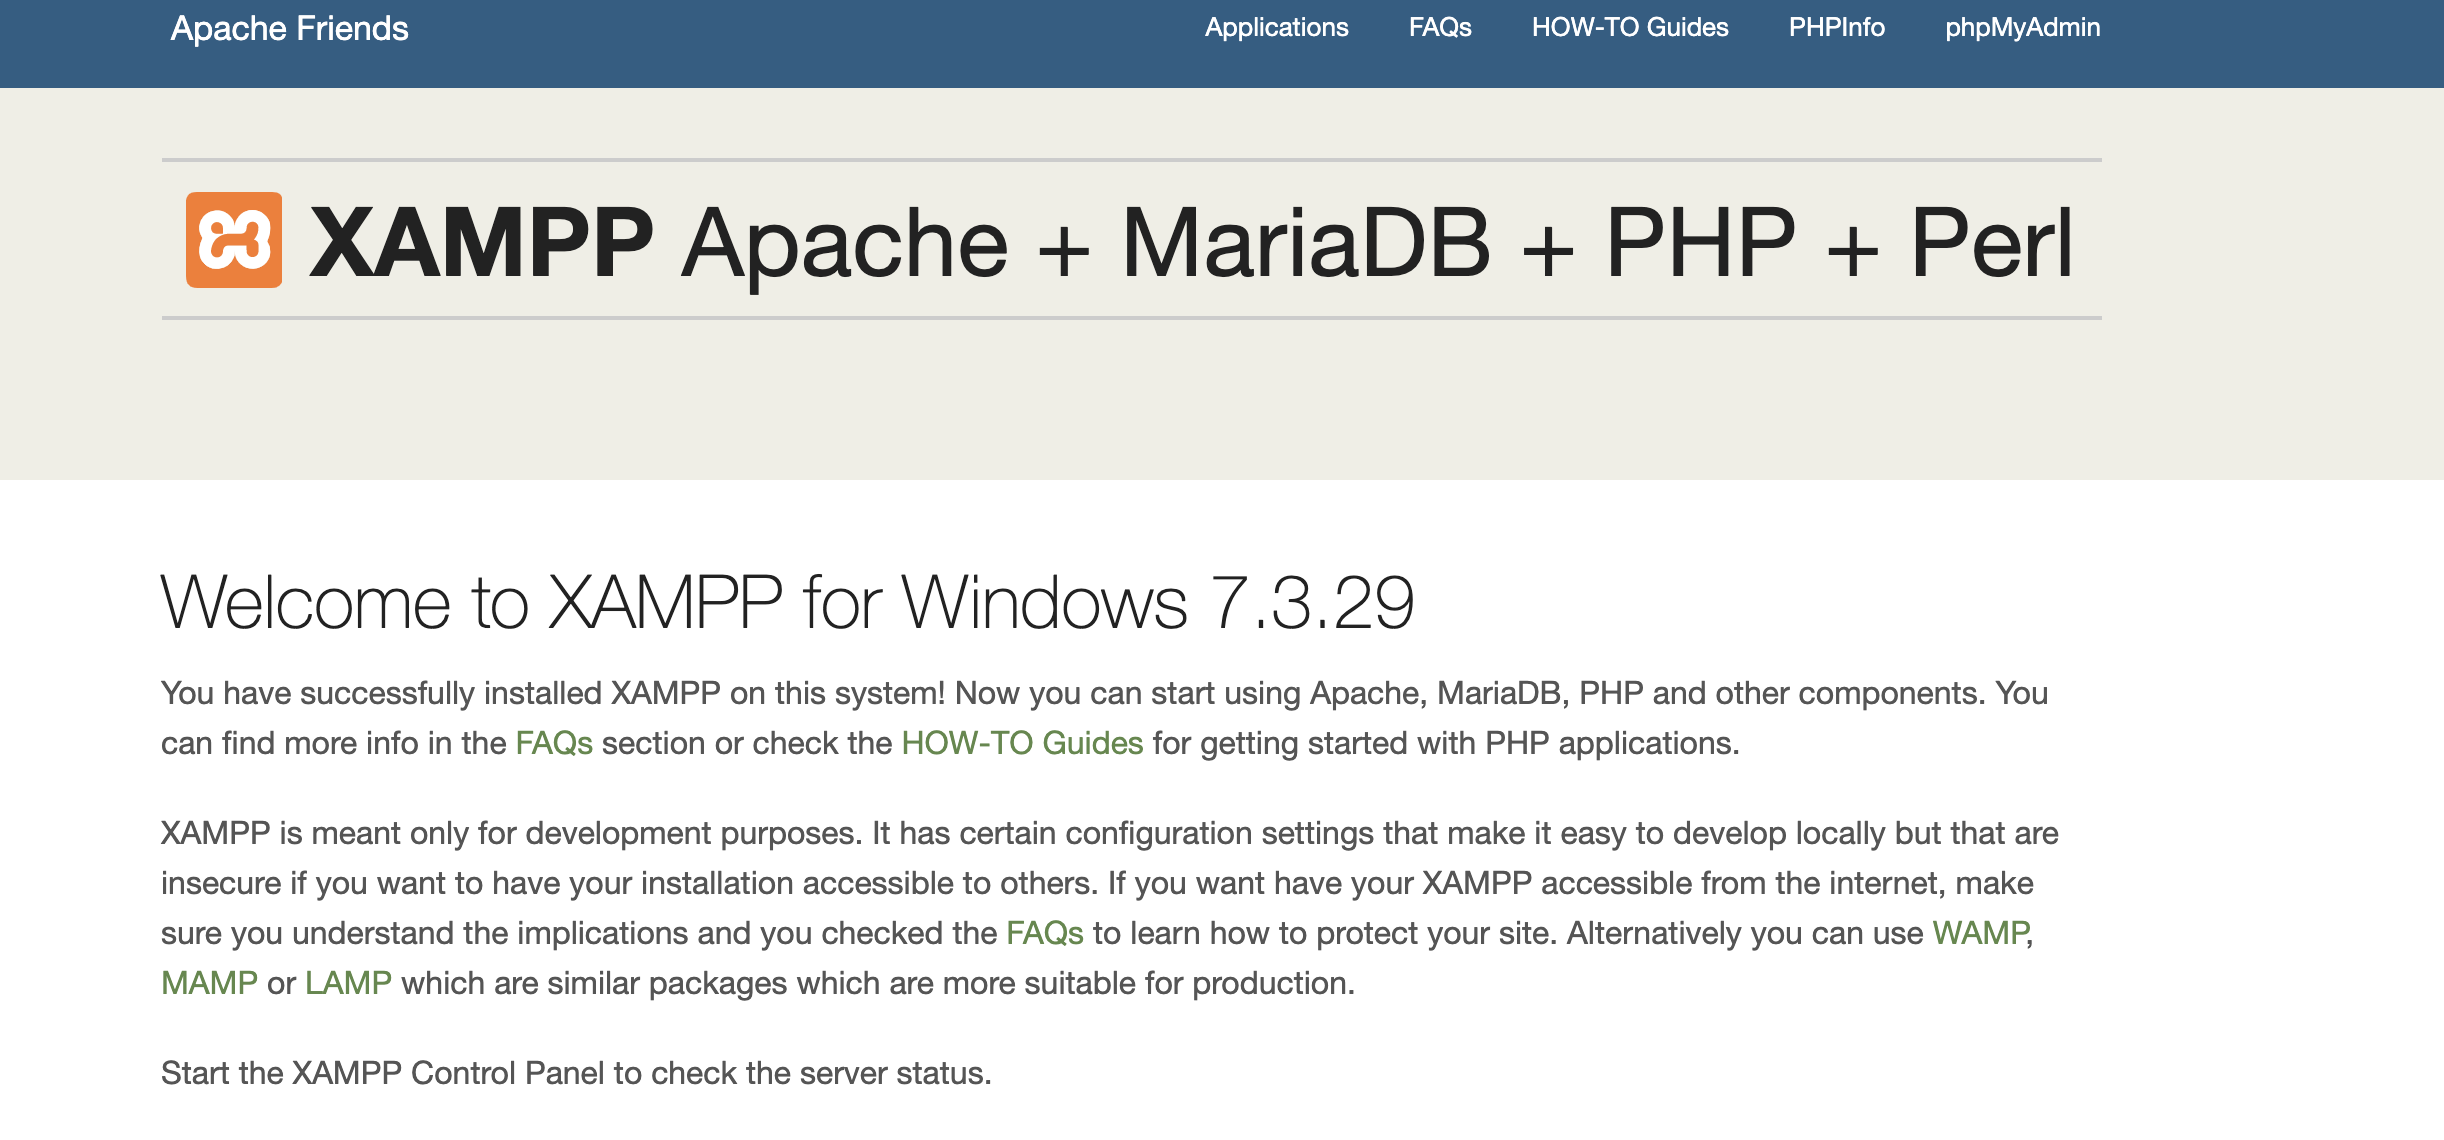 Apache Friends
Applications FAQs HOW-TO Guides PHPInfo phpMyAdmin
XAMPP Apache + MariaDB + PHP + Perl
Welcome to XAMPP for Windows 7.3.29
You have successfully installed XAMPP on this system! Now you can start using Apache, MariaDB, PHP and other components. You
can find more info in the FAQs section or check the HOW-TO Guides for getting started with PHP applications.
XAMPP is meant only for development purposes. It has certain configuration settings that make it easy to develop locally but that are
insecure if you want to have your installation accessible to others. If you want have your XAMPP accessible from the internet, make
sure you understand the implications and you checked the FAQs to learn how to protect your site. Alternatively you can use WAMP,
MAMP or LAMP which are similar packages which are more suitable for production.
Start the XAMPP Control Panel to check the server status.